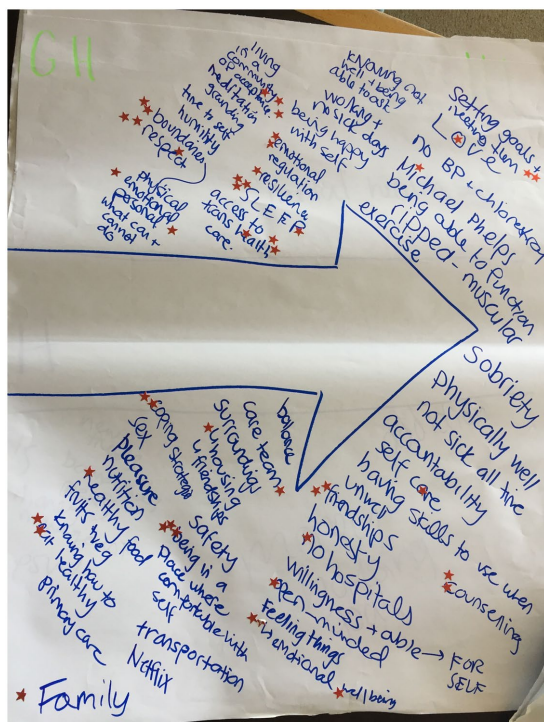 GH
living
in a
community
of acceptance
meditation
grounding
time to self
humility
boundaries
respect
physical
emotional
personal
what can +
cannot
do
knowing not
well + being
able to ask
working +
no sick days
being happy
with self
emotional
regulation
resilience
SLEEP
access to
trans health
care
setting goals +
meeting them
LOVE
no BP + cholesterol
Michael Phelps
being able to function
ripped - muscular
exercise
sobriety
physically well
not sick all time
accountability
self care
having skills to use when
unwell
counseling
friendships
honesty
no hospitals
willingness + able → FOR
SELF
open-minded
feeling things
emotional wellbeing
balance
care team
surroundings
↳ housing
↳ friendships
coping strategies
sex
pleasure
nutrition
healthy food
fruits + veg
knowing how to
eat healthy
primary care
safety
being in a
place where
comfortable with
self
transportation
Netflix
Family